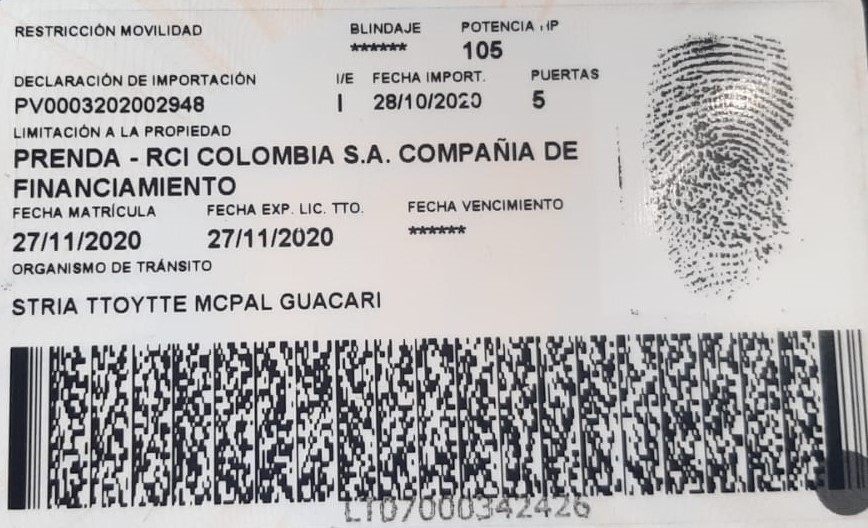 RESTRICCIÓN MOVILIDAD BLINDAJE POTENCIA HP
****** 105
DECLARACIÓN DE IMPORTACIÓN I/E FECHA IMPORT. PUERTAS
PV0003202002948 I 28/10/2020 5
LIMITACIÓN A LA PROPIEDAD
PRENDA - RCI COLOMBIA S.A. COMPAÑIA DE
FINANCIAMIENTO
FECHA MATRÍCULA FECHA EXP. LIC. TTO. FECHA VENCIMIENTO
27/11/2020 27/11/2020 ******
ORGANISMO DE TRÁNSITO
STRIA TTOYTTE MCPAL GUACARI
LT07000342426